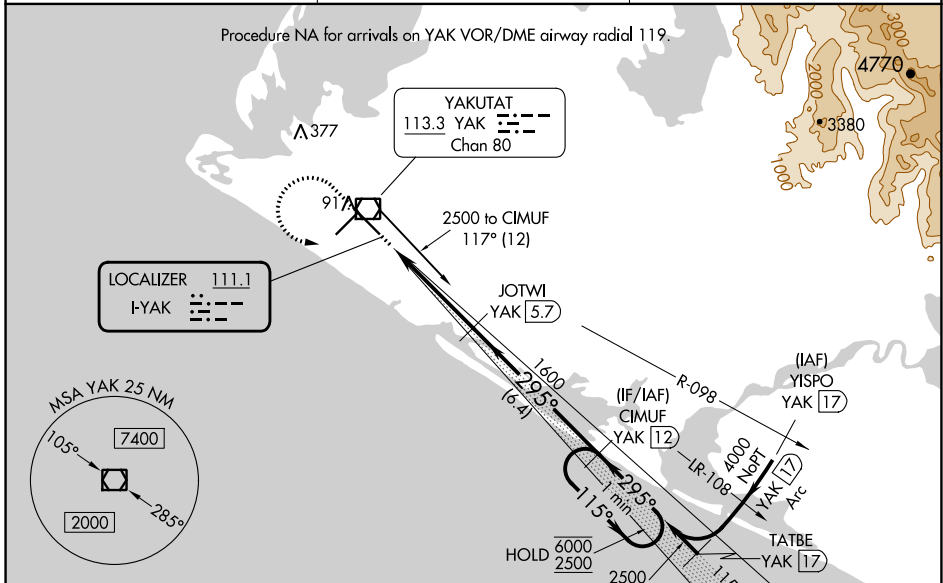 Procedure NA for arrivals on YAK VOR/DME airway radial 119.
3000
4770
2000
3380
1000
YAKUTAT
113.3 YAK
Chan 80
377
917
2500 to CIMUF
117° (12)
LOCALIZER 111.1
I-YAK
JOTWI
YAK 5.7
1600
R-098
(IAF)
YISPO
YAK 17
295°
(6.4)
(IF/IAF)
CIMUF
YAK 12
LR-108
4000
NoPT
YAK 17
Arc
MSA YAK 25 NM
105°
7400
2000
285°
295°
1 min
115°
HOLD 6000
2500
2500
TATBE
YAK 17